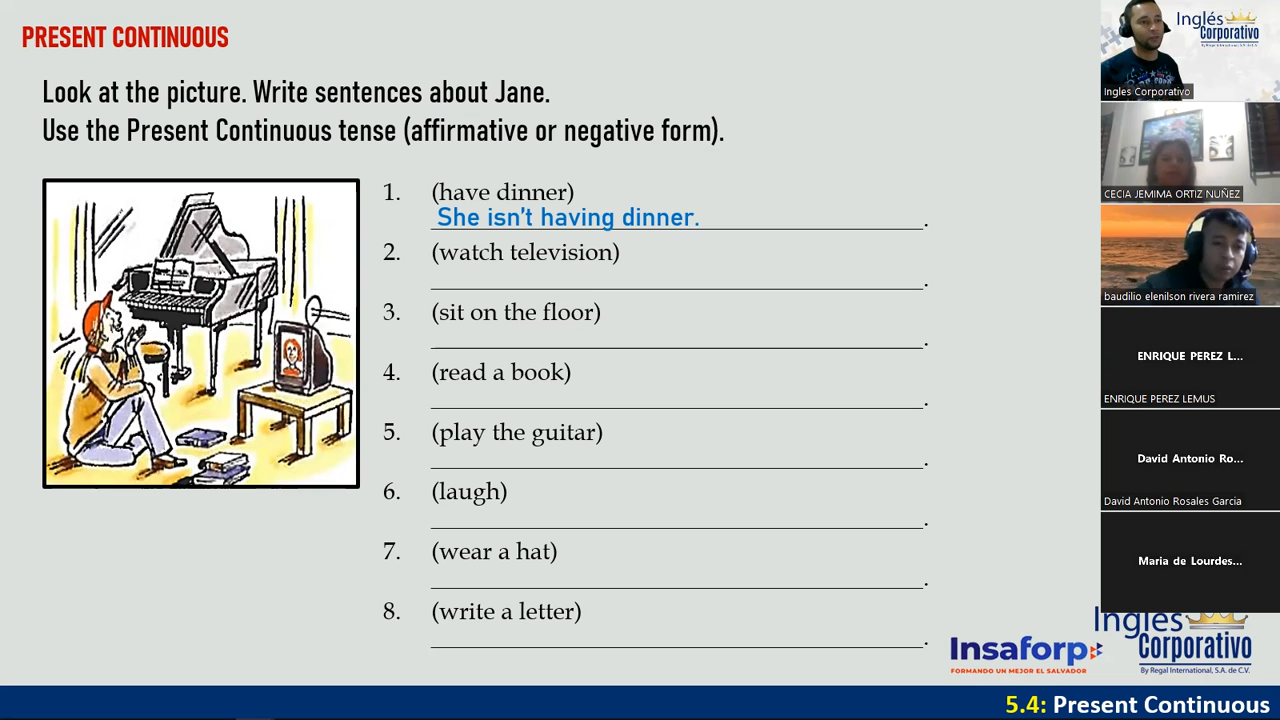 PRESENT CONTINUOUS
Look at the picture. Write sentences about Jane.
Use the Present Continuous tense (affirmative or negative form).
1. (have dinner)
She isn't having dinner.
2. (watch television)
3. (sit on the floor)
4. (read a book)
5. (play the guitar)
6. (laugh)
7. (wear a hat)
8. (write a letter)
Inglés
Corporativo
By Regal International, S.A. de C.V.
Ingles Corporativo
CECIA JEMIMA ORTIZ NUÑEZ
baudilio elenilson rivera ramirez
ENRIQUE PEREZ L...
ENRIQUE PEREZ LEMUS
David Antonio Ro...
David Antonio Rosales Garcia
Maria de Lourdes...
Insaforp
FORMANDO UN MEJOR EL SALVADOR
Inglés
Corporativo
By Regal International, S.A. de C.V.
5.4: Present Continuous